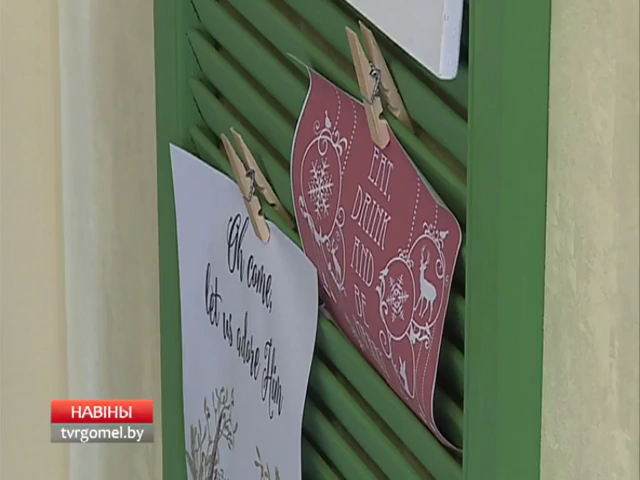 EAT
DRINK
AND
BE
Oh come,
let us adore Him
НАВІНЫ
tvrgomel.by